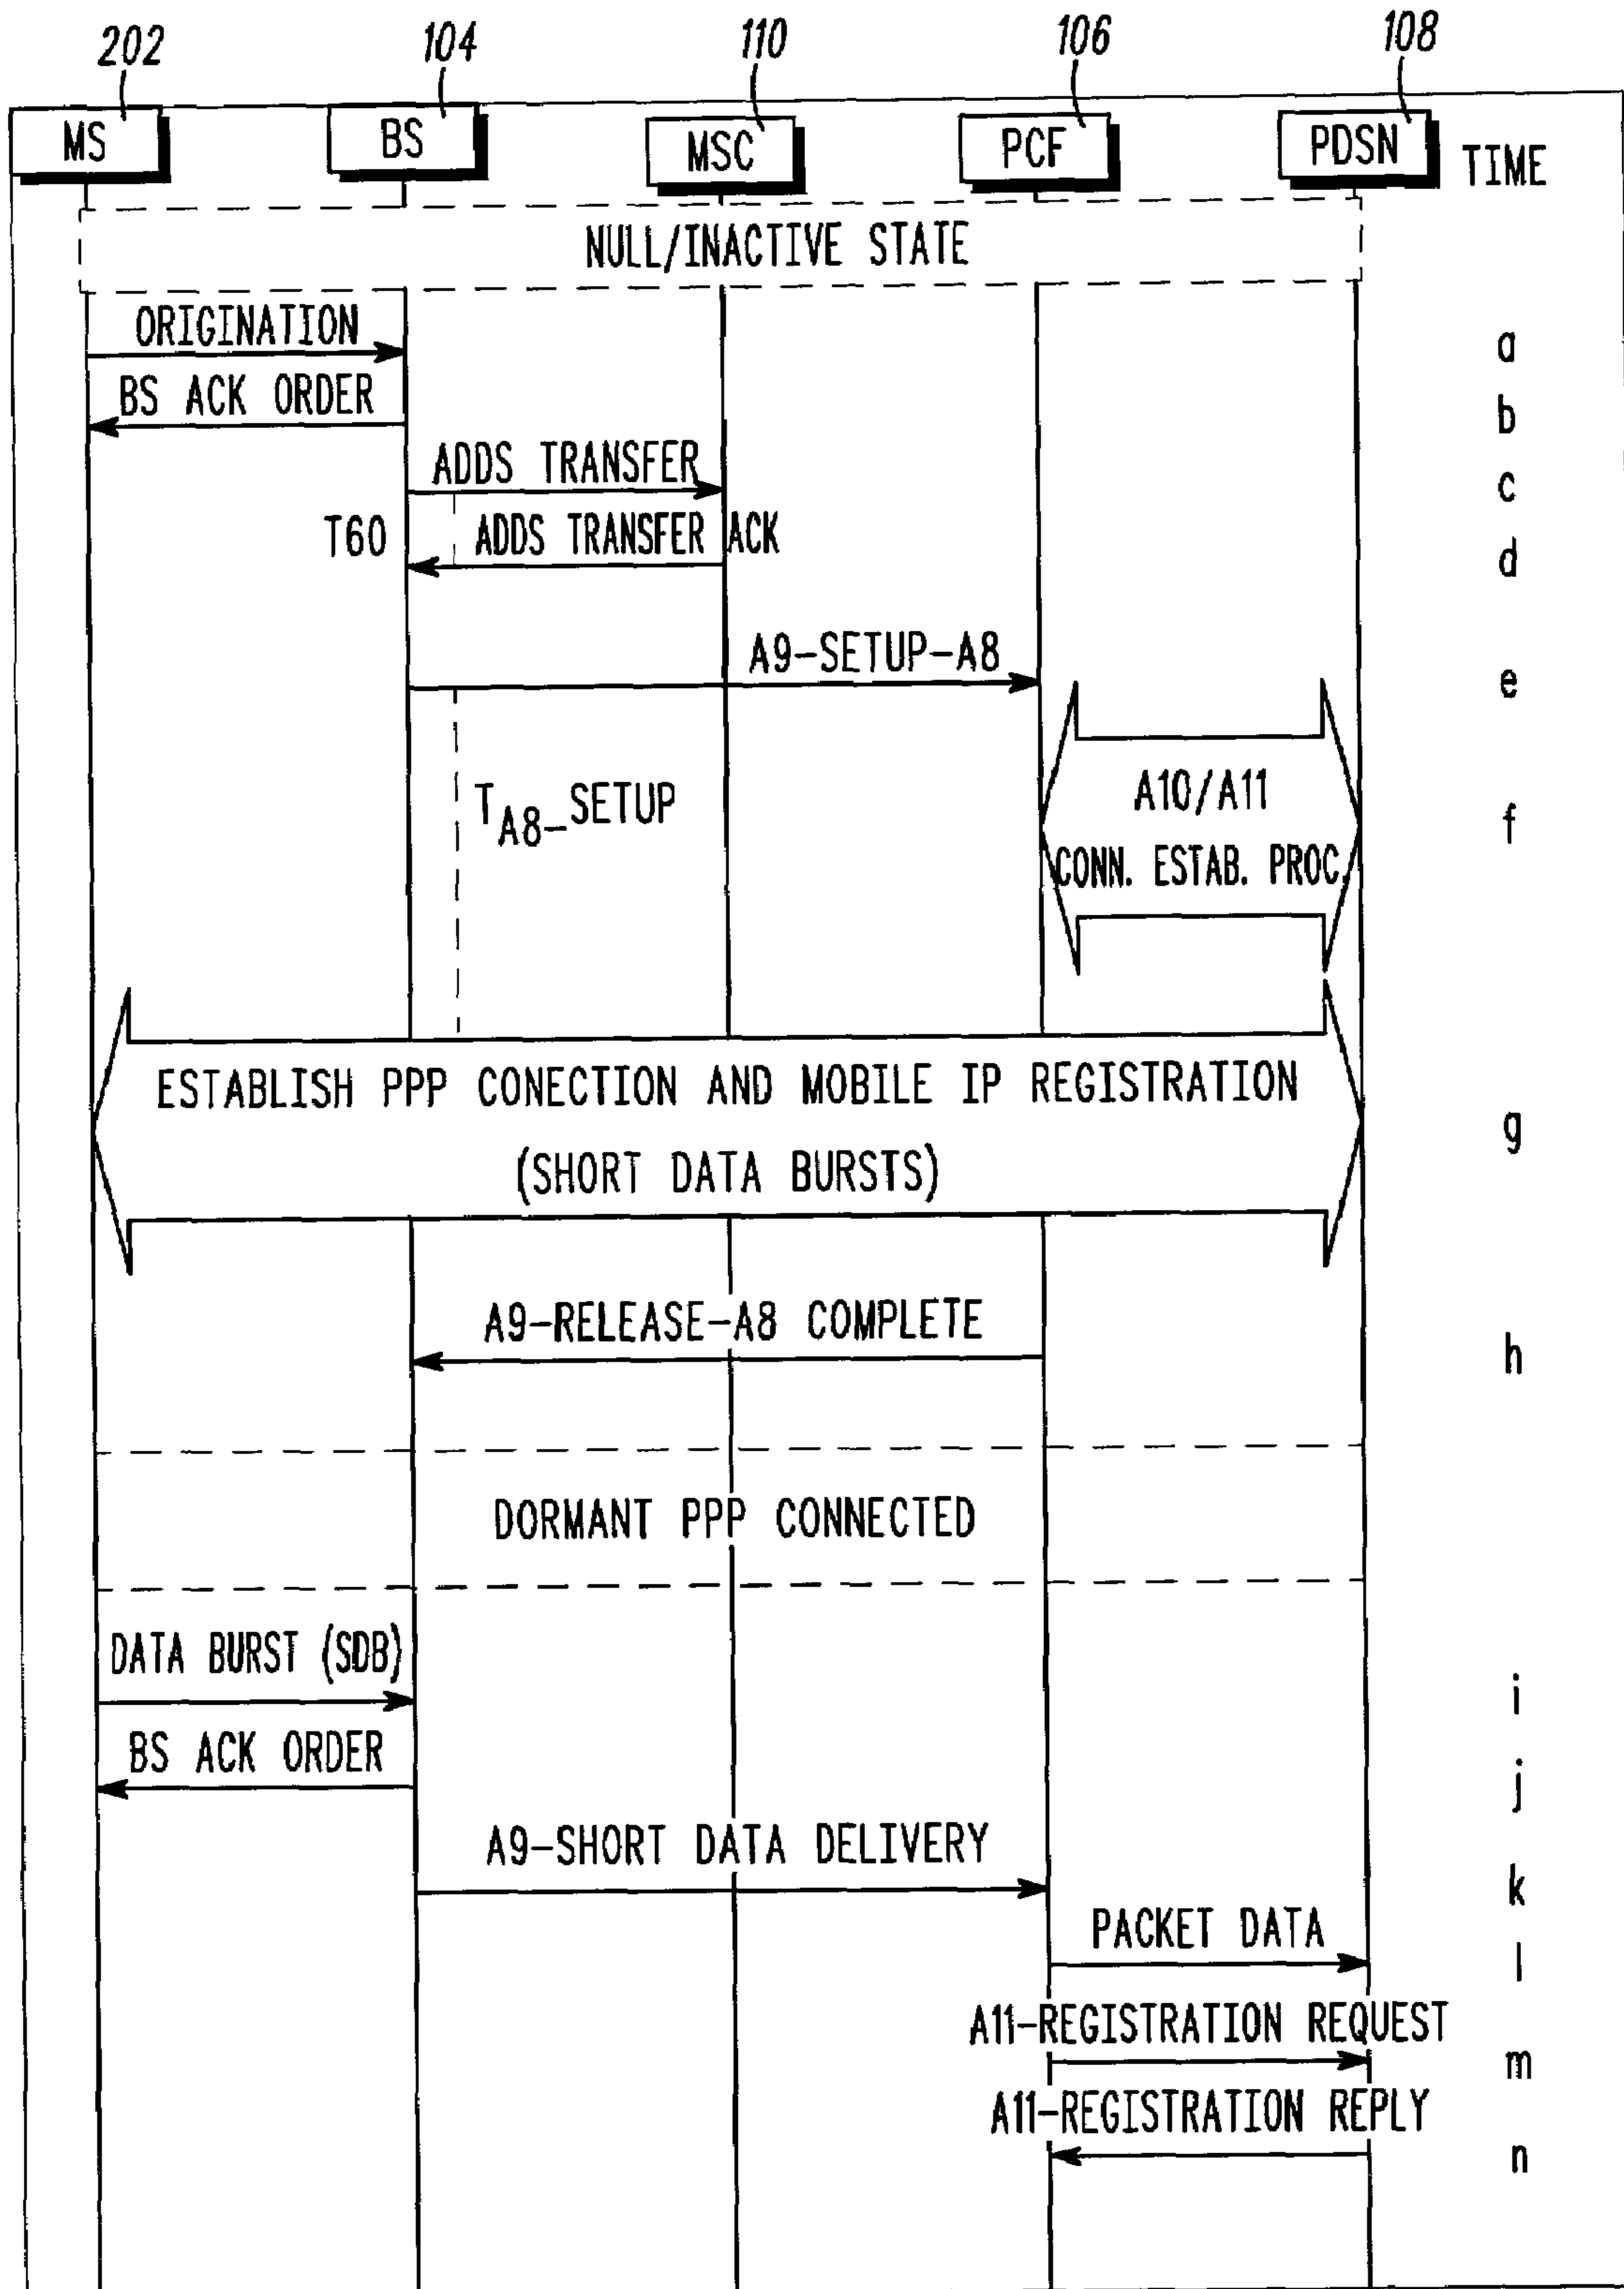 202 104 110 106 108
MS BS MSC PCF PDSN TIME
NULL/INACTIVE STATE
ORIGINATION a
BS ACK ORDER b
ADDS TRANSFER c
T60 ADDS TRANSFER ACK d
A9-SETUP-A8 e
TA8-SETUP A10/A11 f
CONN. ESTAB. PROC.
ESTABLISH PPP CONECTION AND MOBILE IP REGISTRATION g
(SHORT DATA BURSTS)
A9-RELEASE-A8 COMPLETE h
DORMANT PPP CONNECTED
DATA BURST (SDB) i
BS ACK ORDER j
A9-SHORT DATA DELIVERY k
PACKET DATA l
A11-REGISTRATION REQUEST m
A11-REGISTRATION REPLY n